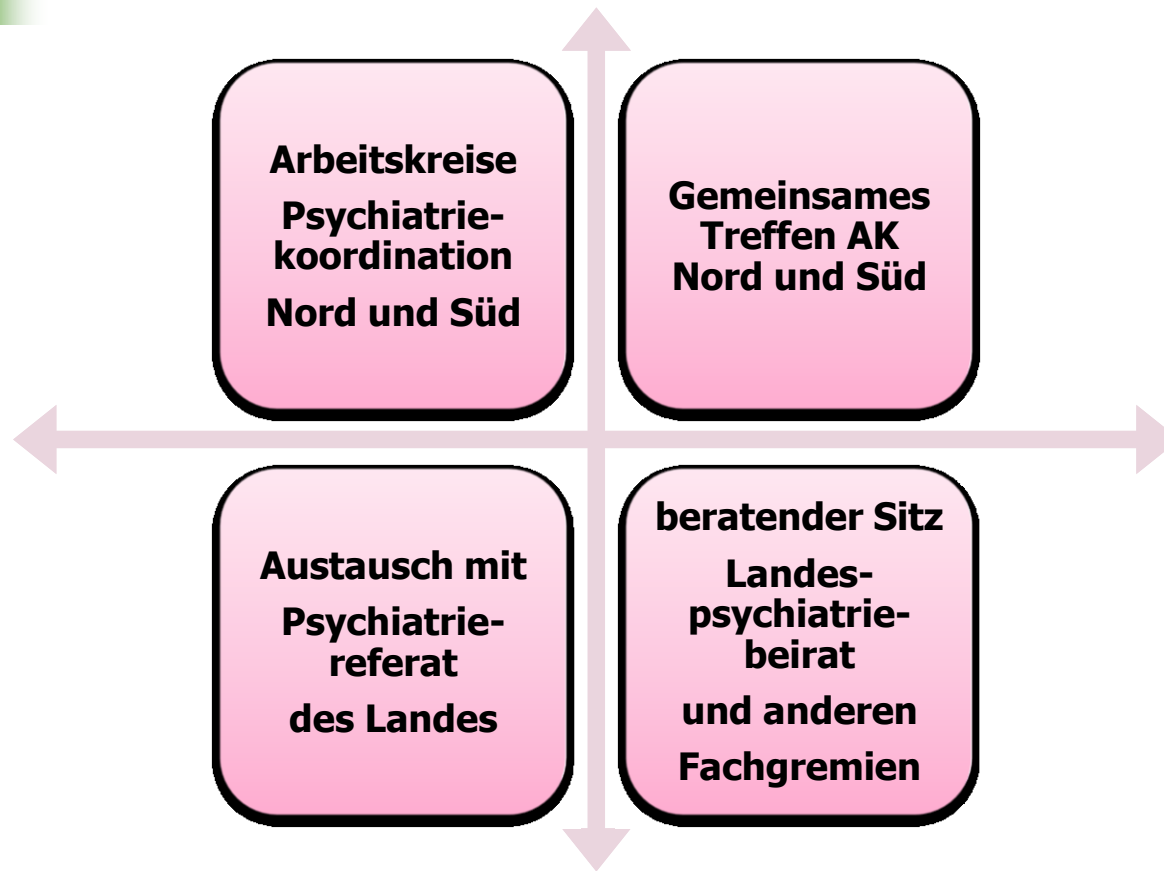 Arbeitskreise
Psychiatrie-
koordination
Nord und Süd
Gemeinsames
Treffen AK
Nord und Süd
Austausch mit
Psychiatrie-
referat
des Landes
beratender Sitz
Landes-
psychiatrie-
beirat
und anderen
Fachgremien